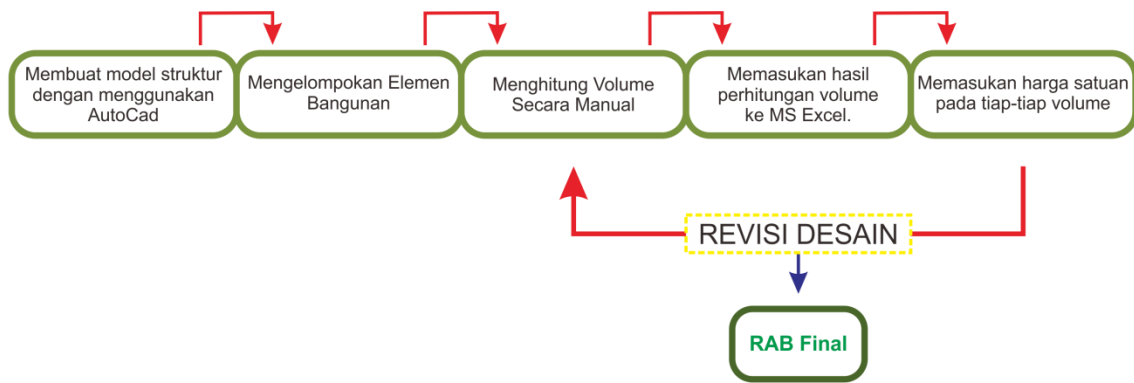 Membuat model struktur
dengan menggunakan
AutoCad
Mengelompokan Elemen
Bangunan
Menghitung Volume
Secara Manual
Memasukan hasil
perhitungan volume
ke MS Excel.
Memasukan harga satuan
pada tiap-tiap volume
REVISI DESAIN
RAB Final